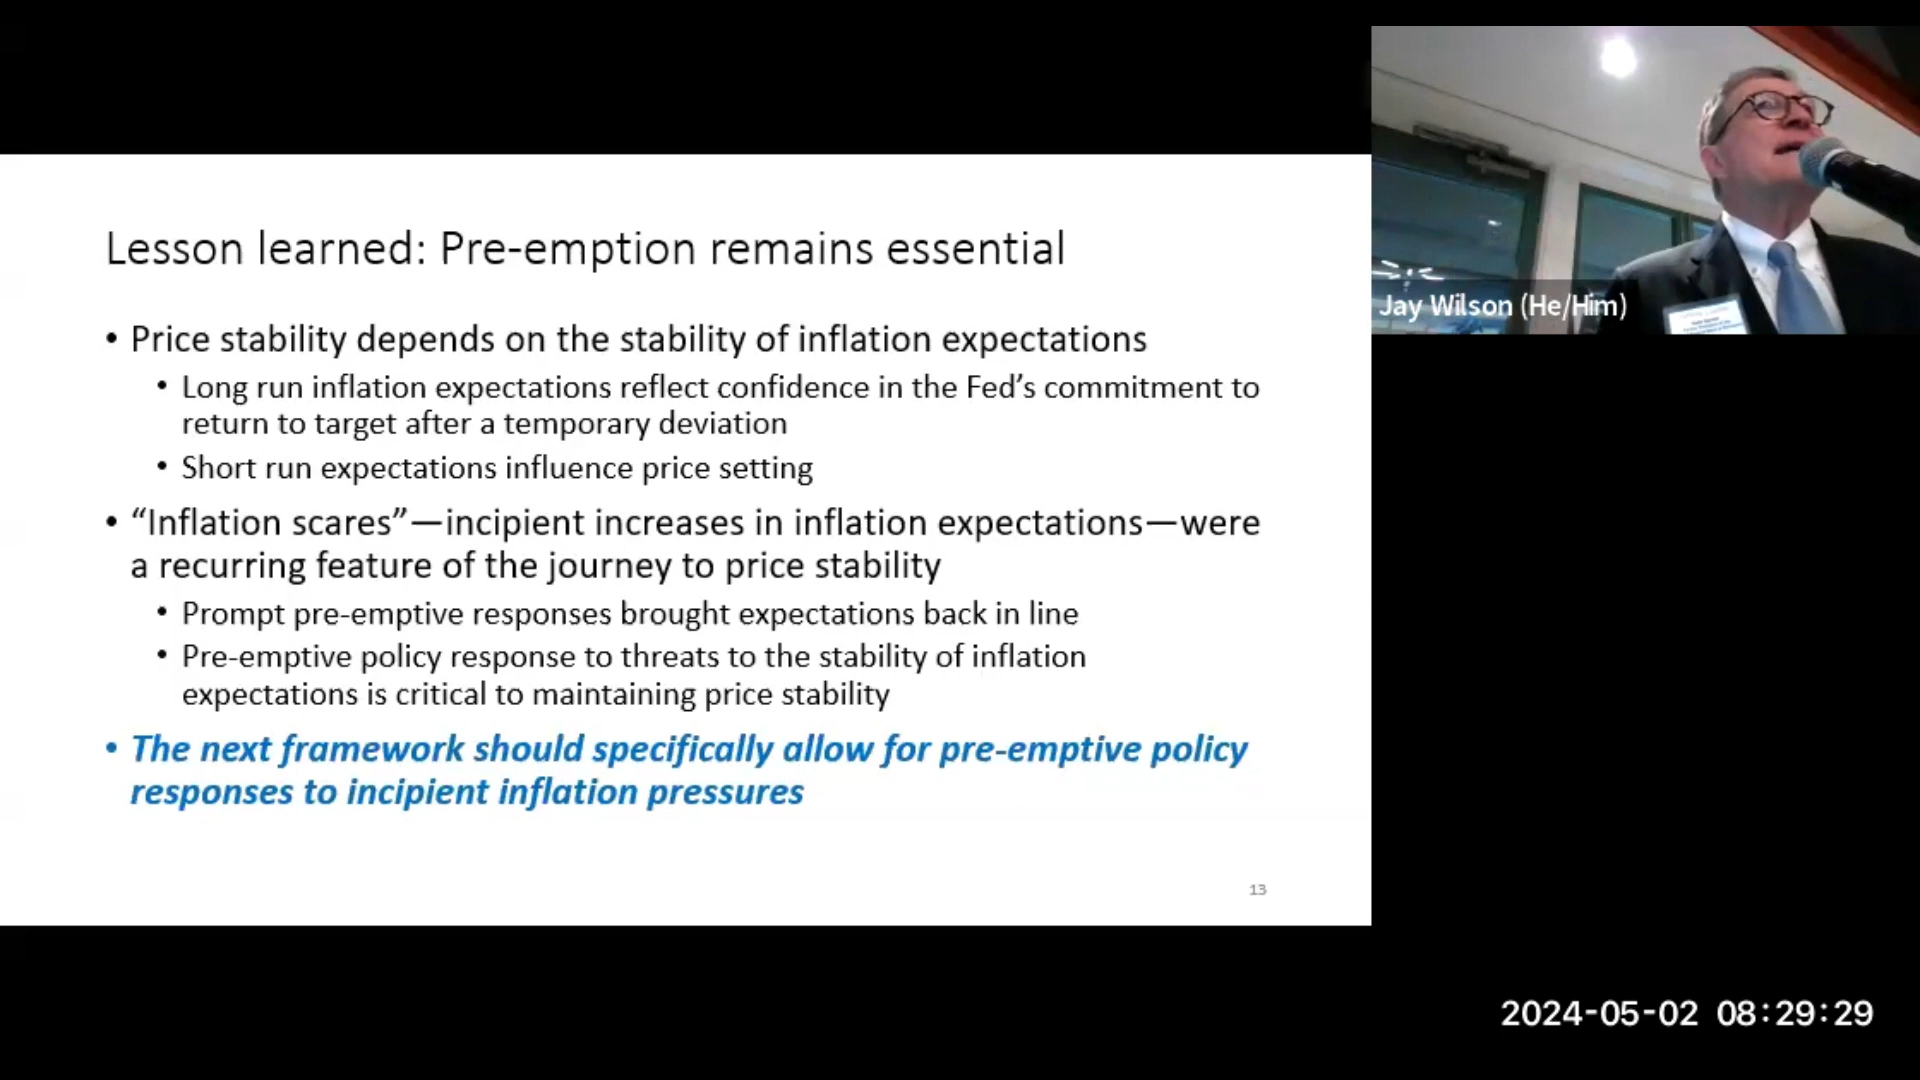 Lesson learned: Pre-emption remains essential
• Price stability depends on the stability of inflation expectations
• Long run inflation expectations reflect confidence in the Fed’s commitment to
return to target after a temporary deviation
• Short run expectations influence price setting
• “Inflation scares”—incipient increases in inflation expectations—were
a recurring feature of the journey to price stability
• Prompt pre-emptive responses brought expectations back in line
• Pre-emptive policy response to threats to the stability of inflation
expectations is critical to maintaining price stability
• The next framework should specifically allow for pre-emptive policy
responses to incipient inflation pressures
13
Jay Wilson (He/Him)
2024-05-02 08:29:29